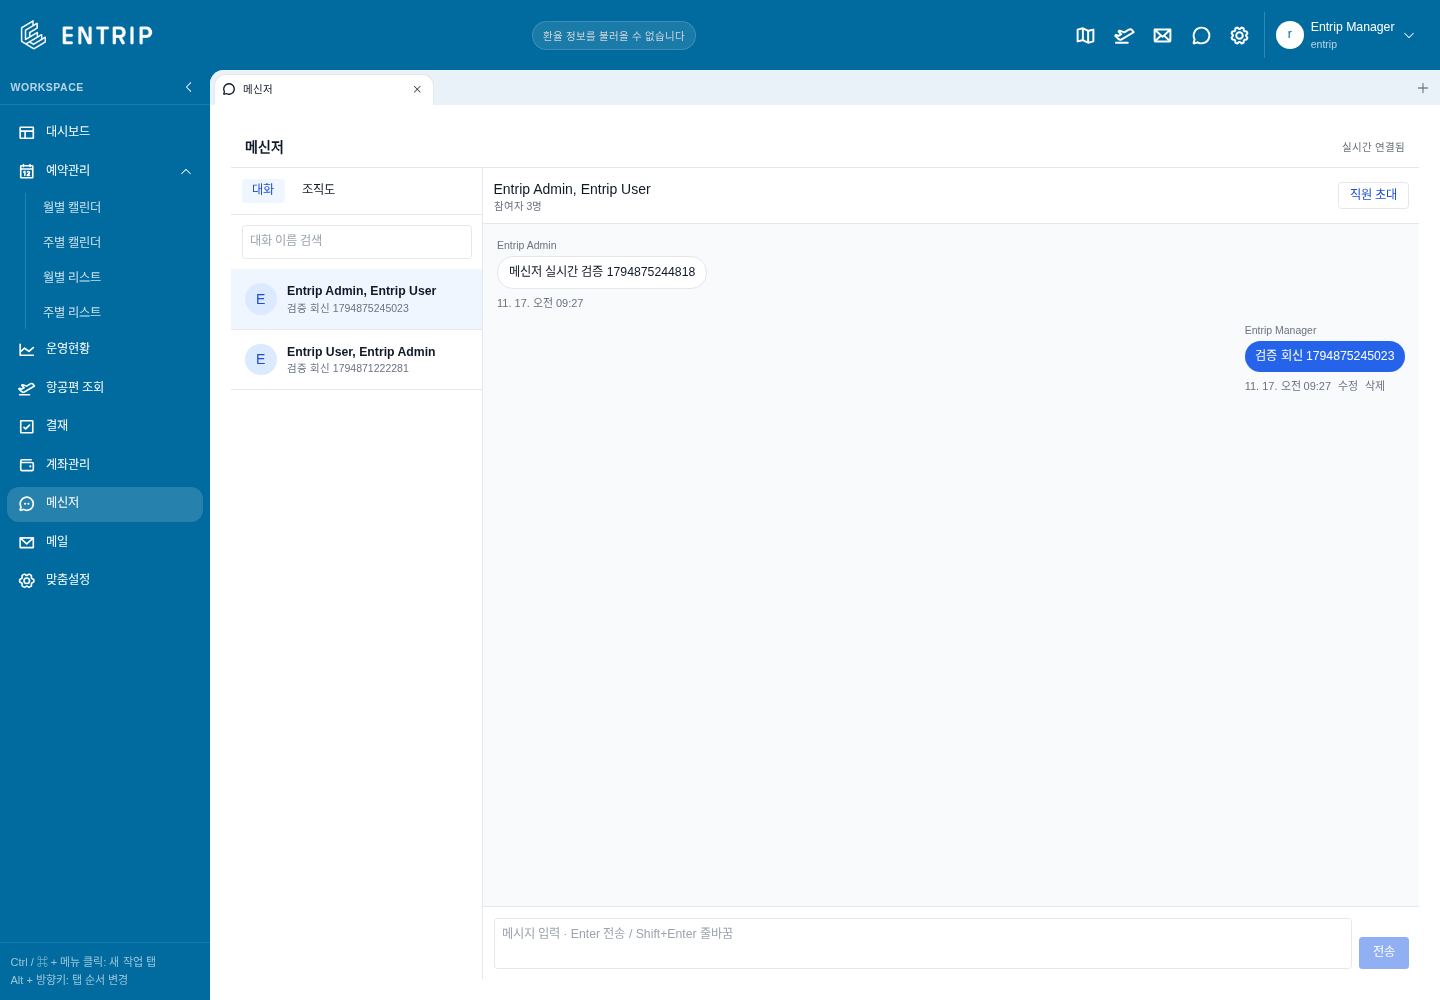 ENTRIP
환율 정보를 불러올 수 없습니다
r
Entrip Manager
entrip
WORKSPACE
메신저
대시보드
예약관리
월별 캘린더
주별 캘린더
월별 리스트
주별 리스트
운영현황
항공편 조회
결재
계좌관리
메신저
메일
맞춤설정
Ctrl / ⌘ + 메뉴 클릭: 새 작업 탭
Alt + 방향키: 탭 순서 변경
메신저
실시간 연결됨
대화
조직도
대화 이름 검색
E
Entrip Admin, Entrip User
검증 회신 1794875245023
E
Entrip User, Entrip Admin
검증 회신 1794871222281
Entrip Admin, Entrip User
참여자 3명
직원 초대
Entrip Admin
메신저 실시간 검증 1794875244818
11. 17. 오전 09:27
Entrip Manager
검증 회신 1794875245023
11. 17. 오전 09:27 수정 삭제
메시지 입력 · Enter 전송 / Shift+Enter 줄바꿈
전송